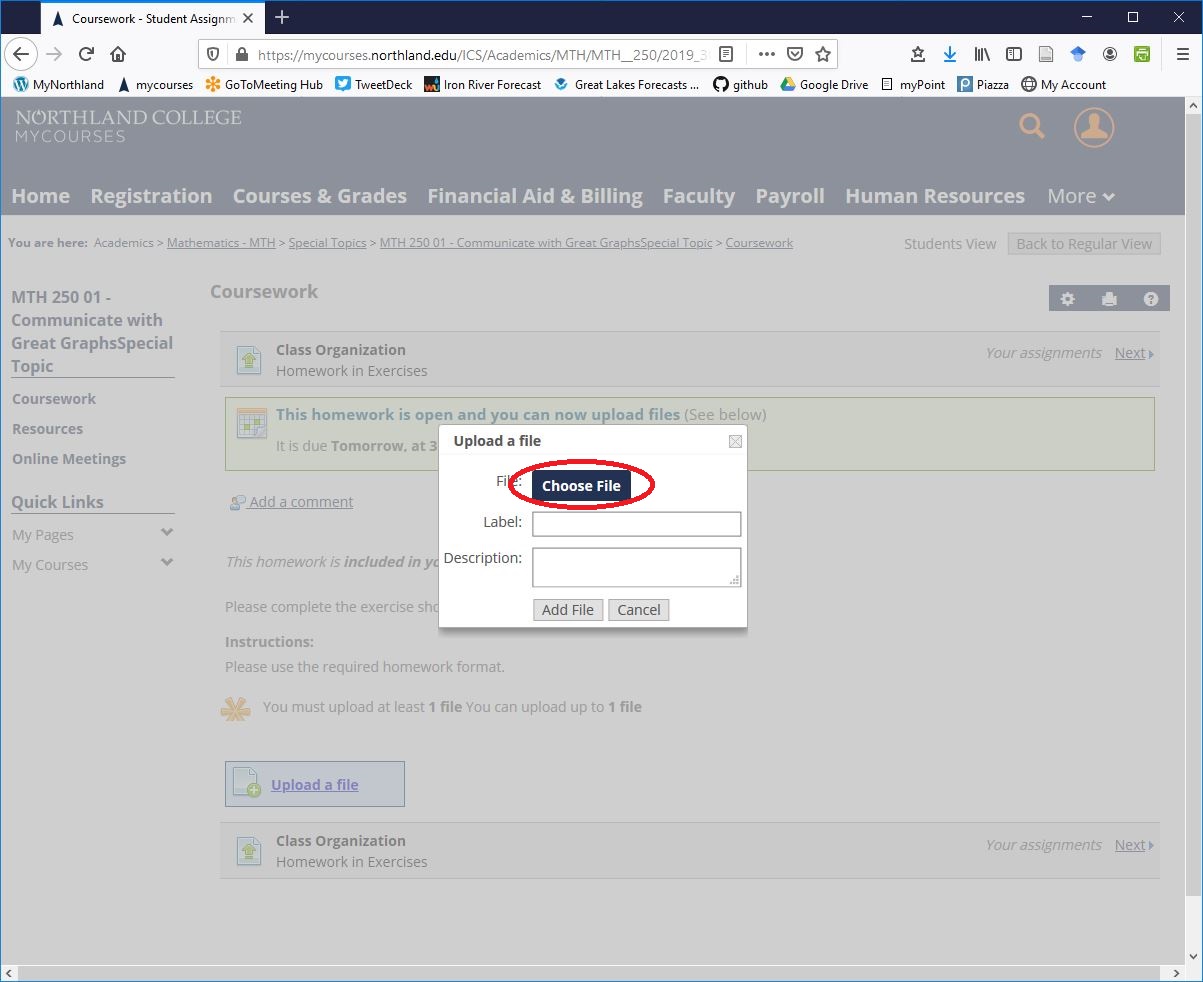 Coursework - Student Assignm
https://mycourses.northland.edu/ICS/Academics/MTH/MTH__250/2019_3
MyNorthland mycourses GoToMeeting Hub TweetDeck Iron River Forecast Great Lakes Forecasts ... github Google Drive myPoint Piazza My Account
NORTHLAND COLLEGE
MYCOURSES
Home Registration Courses & Grades Financial Aid & Billing Faculty Payroll Human Resources More
You are here: Academics > Mathematics - MTH > Special Topics > MTH 250 01 - Communicate with Great GraphsSpecial Topic > Coursework
Students View Back to Regular View
MTH 250 01 -
Communicate with
Great GraphsSpecial
Topic
Coursework
Resources
Online Meetings
Quick Links
My Pages
My Courses
Coursework
Class Organization
Homework in Exercises
Your assignments Next
This homework is open and you can now upload files (See below)
It is due Tomorrow, at 3
Add a comment
Upload a file
File: Choose File
Label:
Description:
Add File Cancel
This homework is included in yo
Please complete the exercise sho
Instructions:
Please use the required homework format.
You must upload at least 1 file You can upload up to 1 file
Upload a file
Class Organization
Homework in Exercises
Your assignments Next